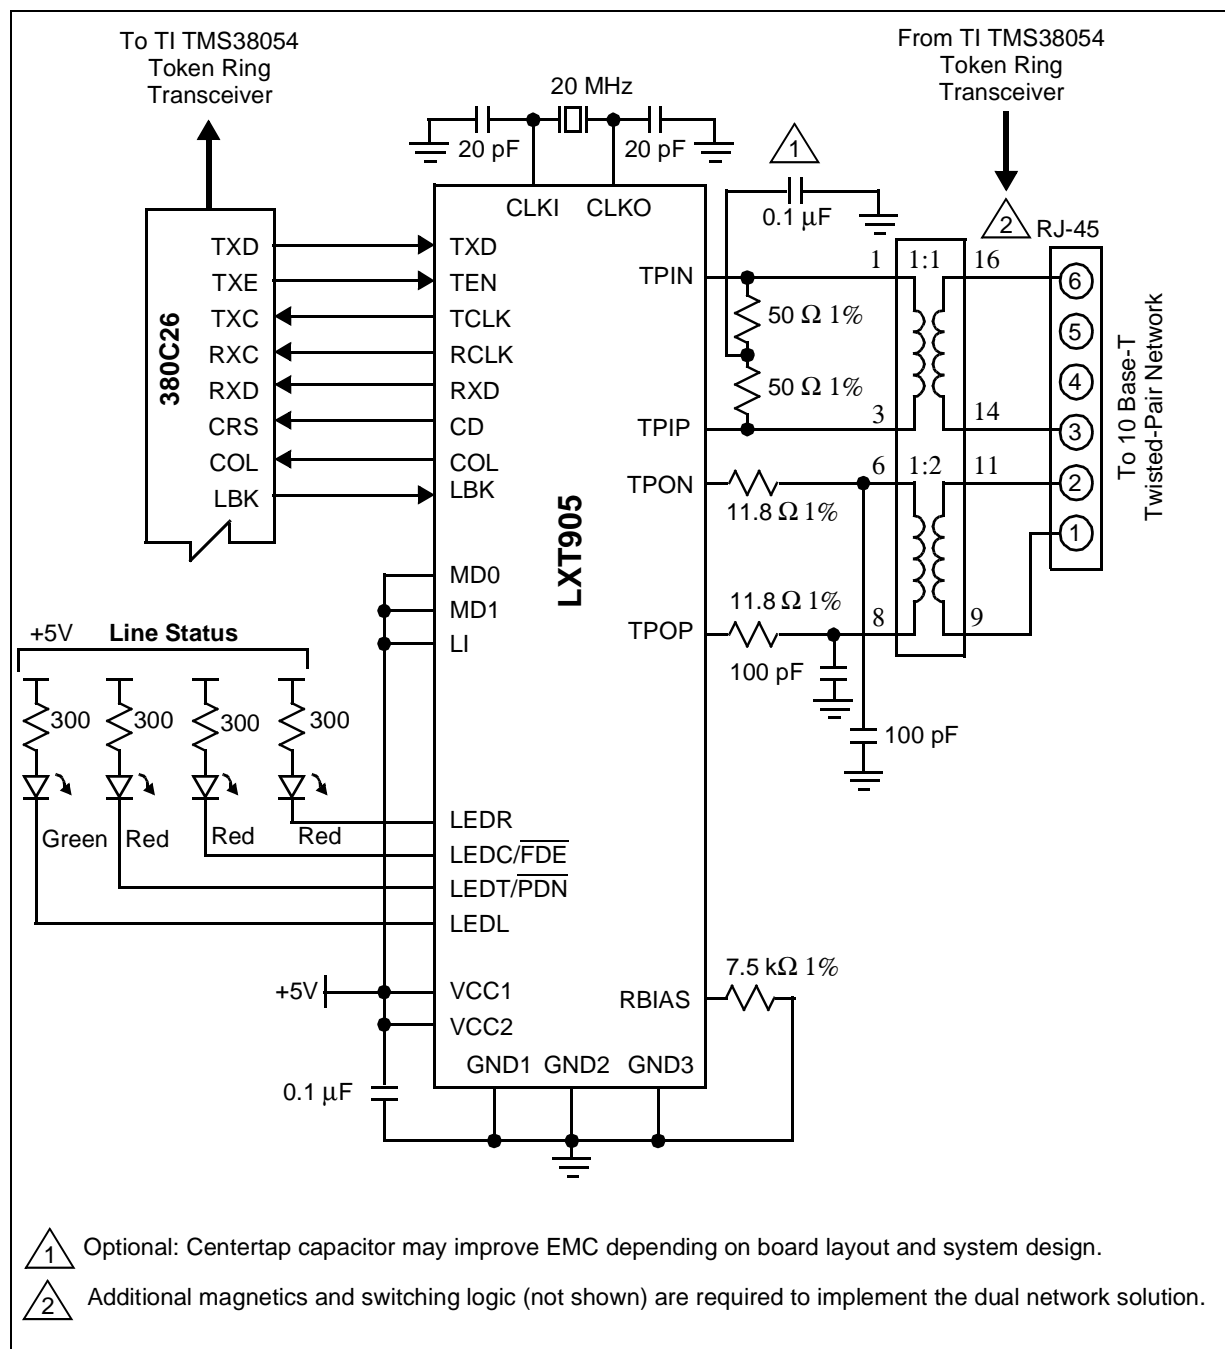 To TI TMS38054
Token Ring
Transceiver
From TI TMS38054
Token Ring
Transceiver
20 MHz
20 pF
20 pF
1
0.1 μF
2
RJ-45
CLKI
CLKO
380C26
TXD
TXE
TXC
RXC
RXD
CRS
COL
LBK
LXT905
TXD
TEN
TCLK
RCLK
RXD
CD
COL
LBK
MD0
MD1
LI
LEDR
LEDC/F̅D̅E̅
LEDT/P̅D̅N̅
LEDL
VCC1
VCC2
GND1
GND2
GND3
TPIN
TPIP
TPON
TPOP
RBIAS
50 Ω 1%
50 Ω 1%
11.8 Ω 1%
11.8 Ω 1%
100 pF
100 pF
7.5 kΩ 1%
1
1:1
16
3
14
6
1:2
11
8
9
6
5
4
3
2
1
To 10 Base-T
Twisted-Pair Network
+5V
Line Status
300
300
300
300
Green
Red
Red
Red
+5V
0.1 μF
1
Optional: Centertap capacitor may improve EMC depending on board layout and system design.
2
Additional magnetics and switching logic (not shown) are required to implement the dual network solution.